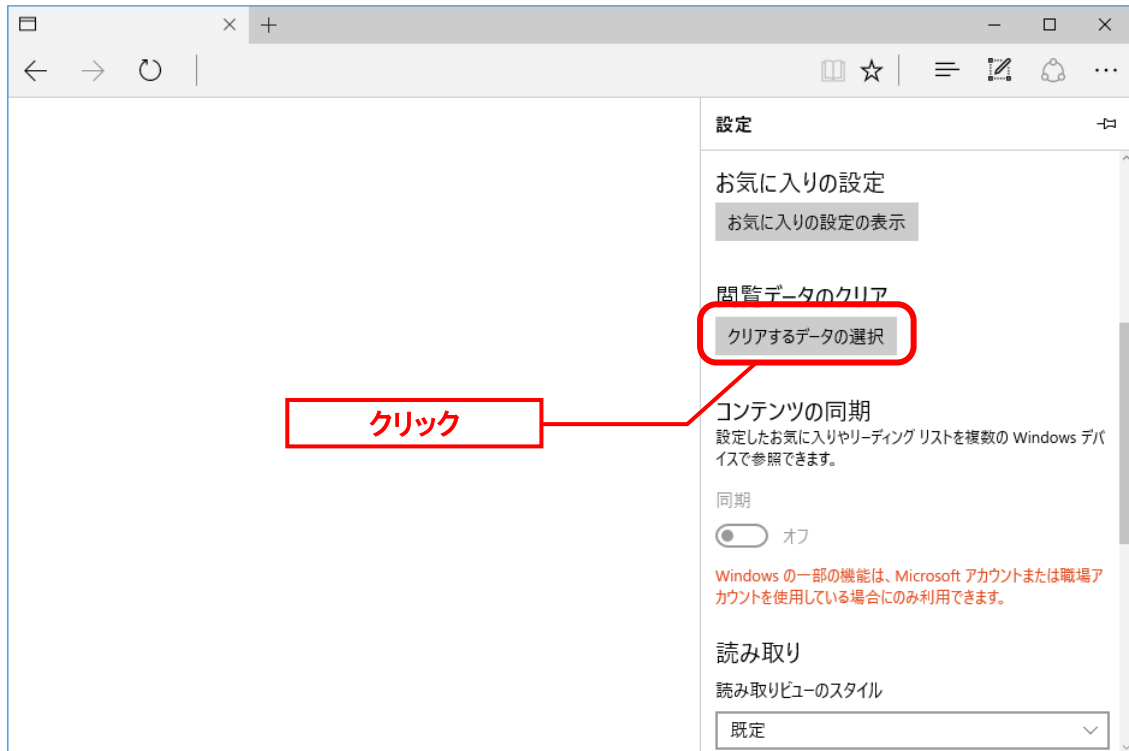 設定
お気に入りの設定
お気に入りの設定の表示
閲覧データのクリア
クリアするデータの選択
クリック
コンテンツの同期
設定したお気に入りやリーディング リストを複数の Windows デバ
イスで参照できます。
同期
オフ
Windows の一部の機能は、Microsoft アカウントまたは職場ア
カウントを使用している場合にのみ利用できます。
読み取り
読み取りビューのスタイル
既定